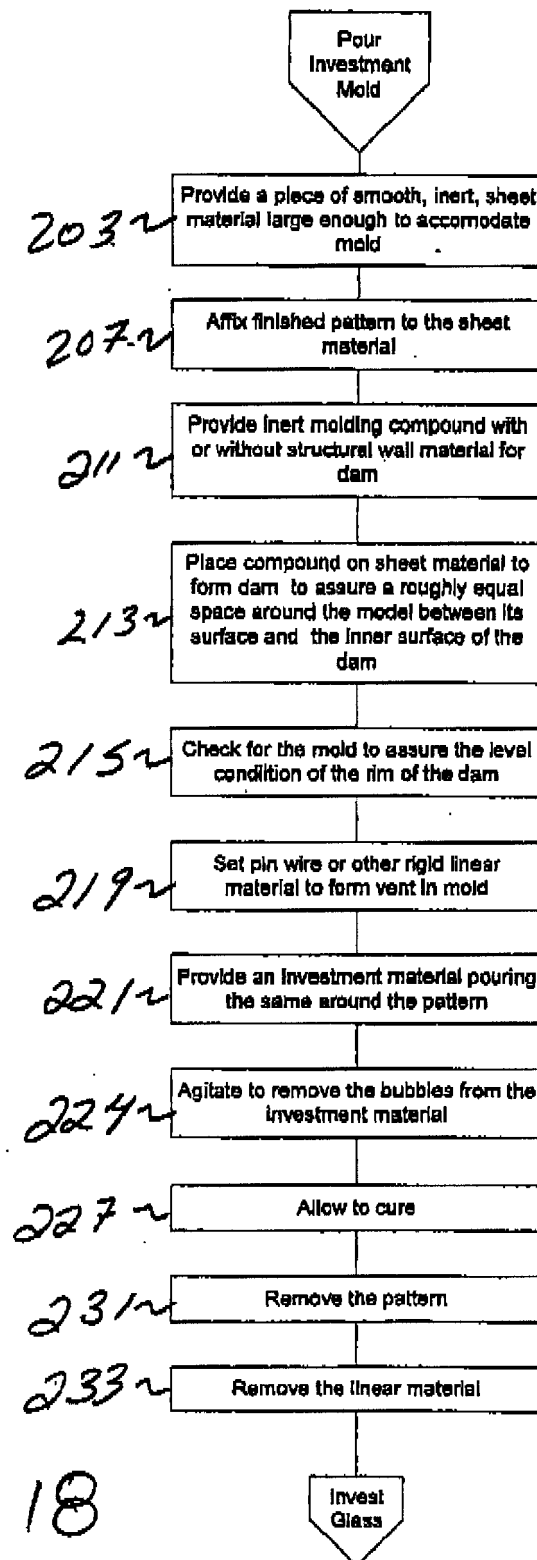 Pour
Investment
Mold
203
Provide a piece of smooth, inert, sheet
material large enough to accomodate
mold
207
Affix finished pattern to the sheet
material
211
Provide inert molding compound with
or without structural wall material for
dam
213
Place compound on sheet material to
form dam to assure a roughly equal
space around the model between its
surface and the inner surface of the
dam
215
Check for the mold to assure the level
condition of the rim of the dam
219
Set pin wire or other rigid linear
material to form vent in mold
221
Provide an investment material pouring
the same around the pattern
224
Agitate to remove the bubbles from the
investment material
227
Allow to cure
231
Remove the pattern
233
Remove the linear material
18
Invest
Glass